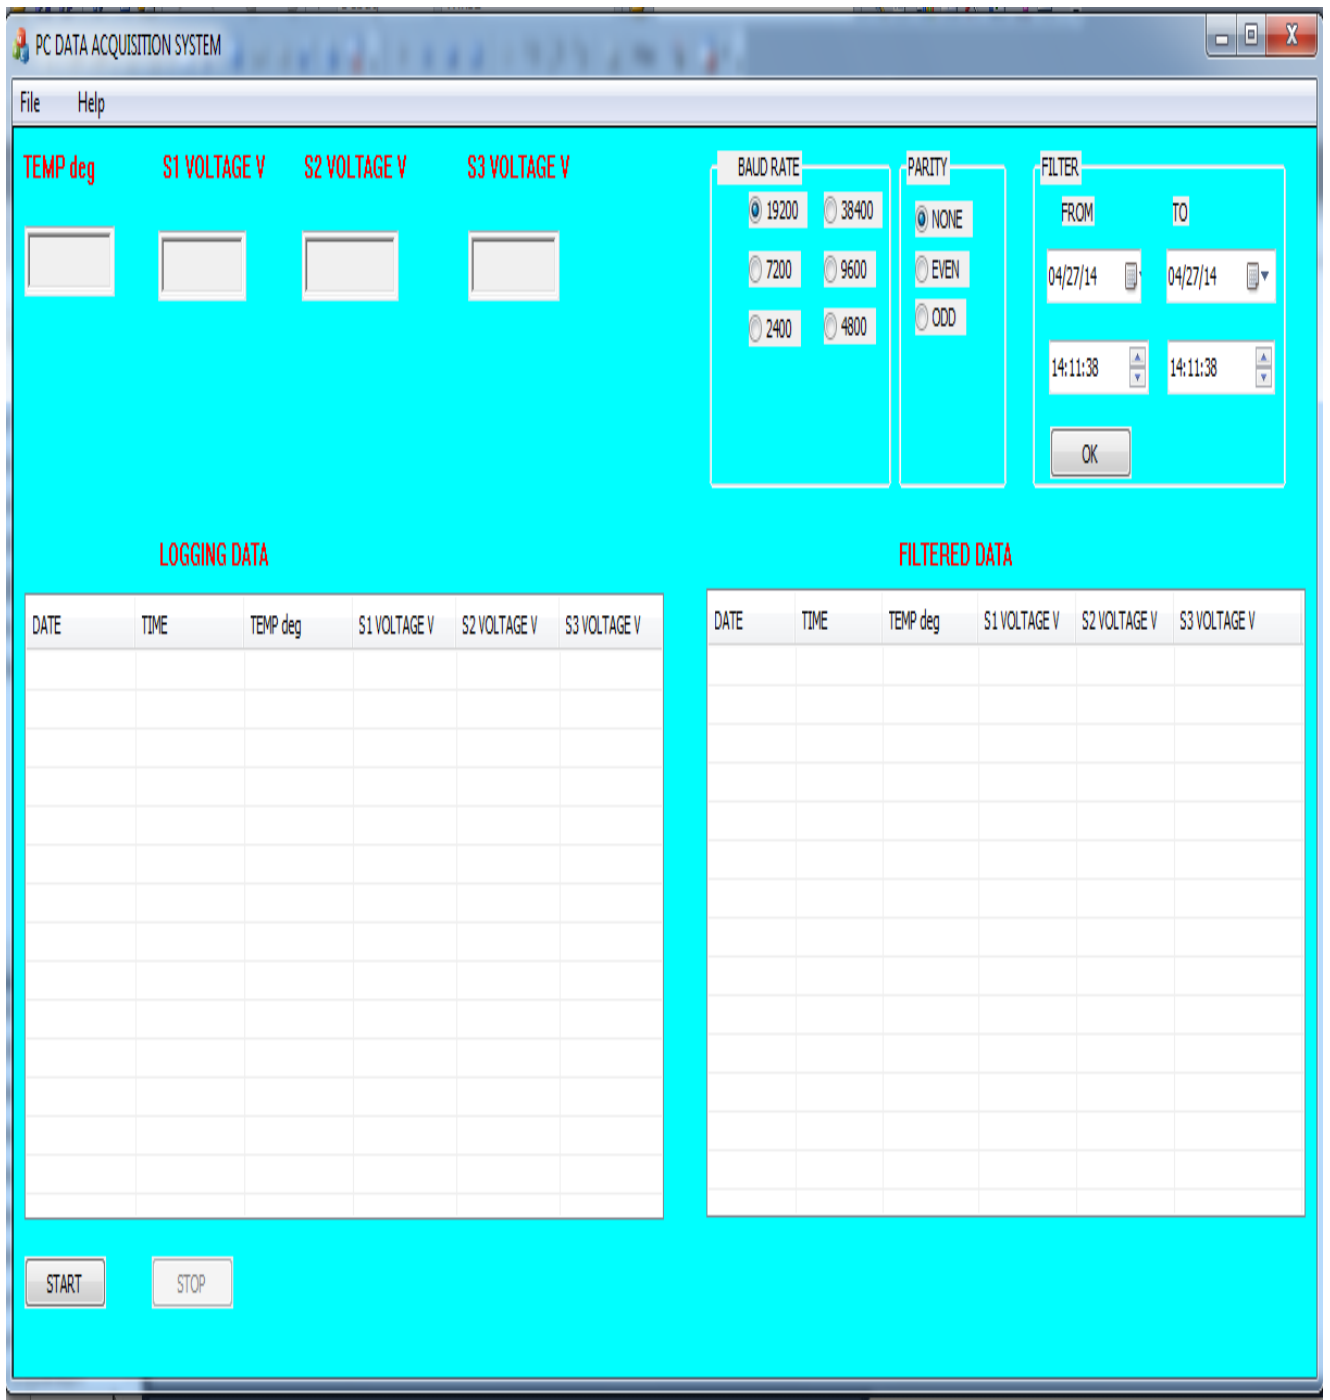 PC DATA ACQUISITION SYSTEM
File Help
TEMP deg S1 VOLTAGE V S2 VOLTAGE V S3 VOLTAGE V
BAUD RATE
19200 38400
7200 9600
2400 4800
PARITY
NONE
EVEN
ODD
FILTER
FROM TO
04/27/14 04/27/14
14:11:38 14:11:38
OK
LOGGING DATA
DATE TIME TEMP deg S1 VOLTAGE V S2 VOLTAGE V S3 VOLTAGE V
FILTERED DATA
DATE TIME TEMP deg S1 VOLTAGE V S2 VOLTAGE V S3 VOLTAGE V
START STOP